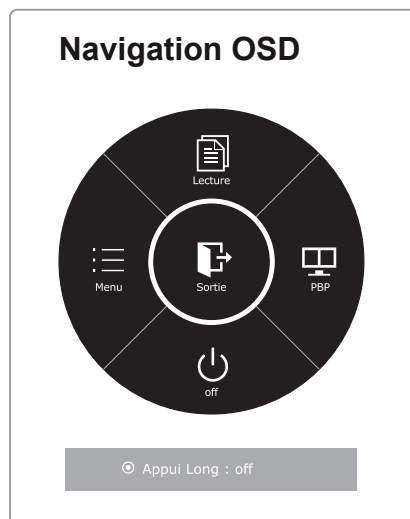 Navigation OSD
Lecture
Menu
Sortie
PBP
off
Appui Long : off